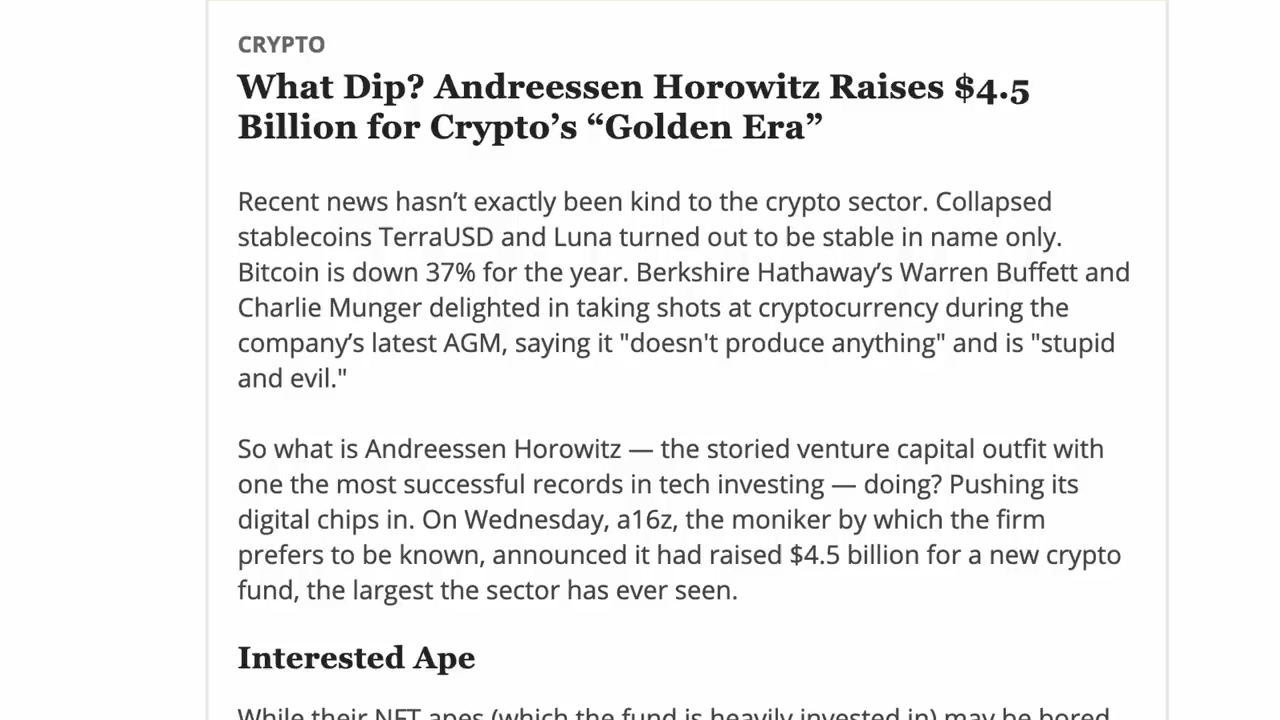 CRYPTO
What Dip? Andreessen Horowitz Raises $4.5
Billion for Crypto’s “Golden Era”
Recent news hasn’t exactly been kind to the crypto sector. Collapsed
stablecoins TerraUSD and Luna turned out to be stable in name only.
Bitcoin is down 37% for the year. Berkshire Hathaway’s Warren Buffett and
Charlie Munger delighted in taking shots at cryptocurrency during the
company’s latest AGM, saying it "doesn't produce anything" and is "stupid
and evil."
So what is Andreessen Horowitz — the storied venture capital outfit with
one the most successful records in tech investing — doing? Pushing its
digital chips in. On Wednesday, a16z, the moniker by which the firm
prefers to be known, announced it had raised $4.5 billion for a new crypto
fund, the largest the sector has ever seen.
Interested Ape
While their NFT apes (which the fund is heavily invested in) may be bored,